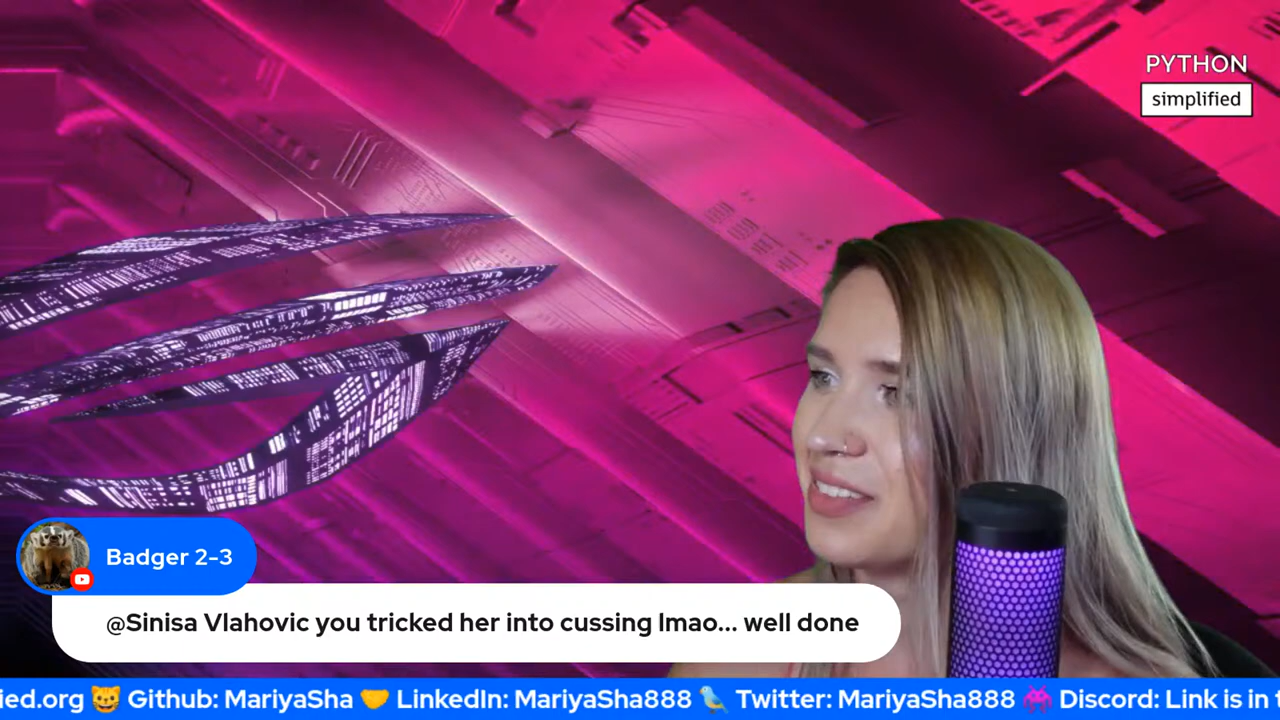 PYTHON
simplified
Badger 2-3
@Sinisa Vlahovic you tricked her into cussing lmao... well done
ied.org 😺 Github: MariyaSha 🤝 LinkedIn: MariyaSha888 🐦 Twitter: MariyaSha888 👾 Discord: Link is in t